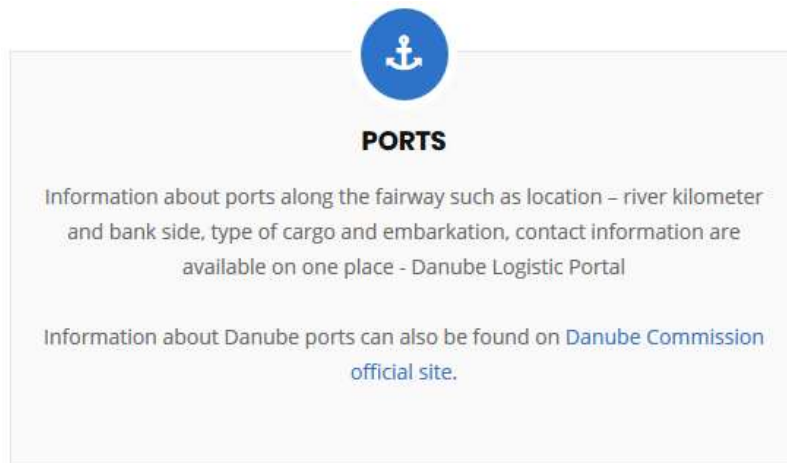 PORTS
Information about ports along the fairway such as location – river kilometer
and bank side, type of cargo and embarkation, contact information are
available on one place - Danube Logistic Portal
Information about Danube ports can also be found on Danube Commission
official site.